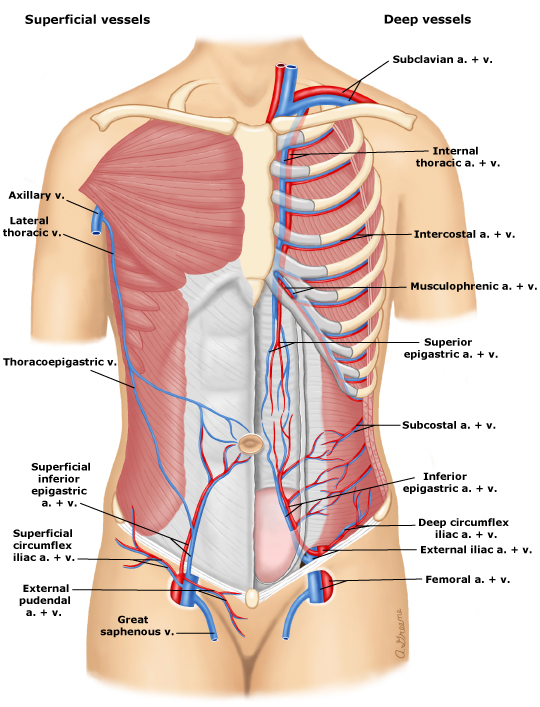 Superficial vessels
Deep vessels
Subclavian a. + v.
Internal
thoracic a. + v.
Axillary v.
Lateral
thoracic v.
Intercostal a. + v.
Musculophrenic a. + v.
Superior
epigastric a. + v.
Thoracoepigastric v.
Subcostal a. + v.
Superficial
inferior
epigastric
a. + v.
Inferior
epigastric a. + v.
Deep circumflex
iliac a. + v.
Superficial
circumflex
iliac a. + v.
External iliac a. + v.
External
pudendal
a. + v.
Femoral a. + v.
Great
saphenous v.
A. Greene